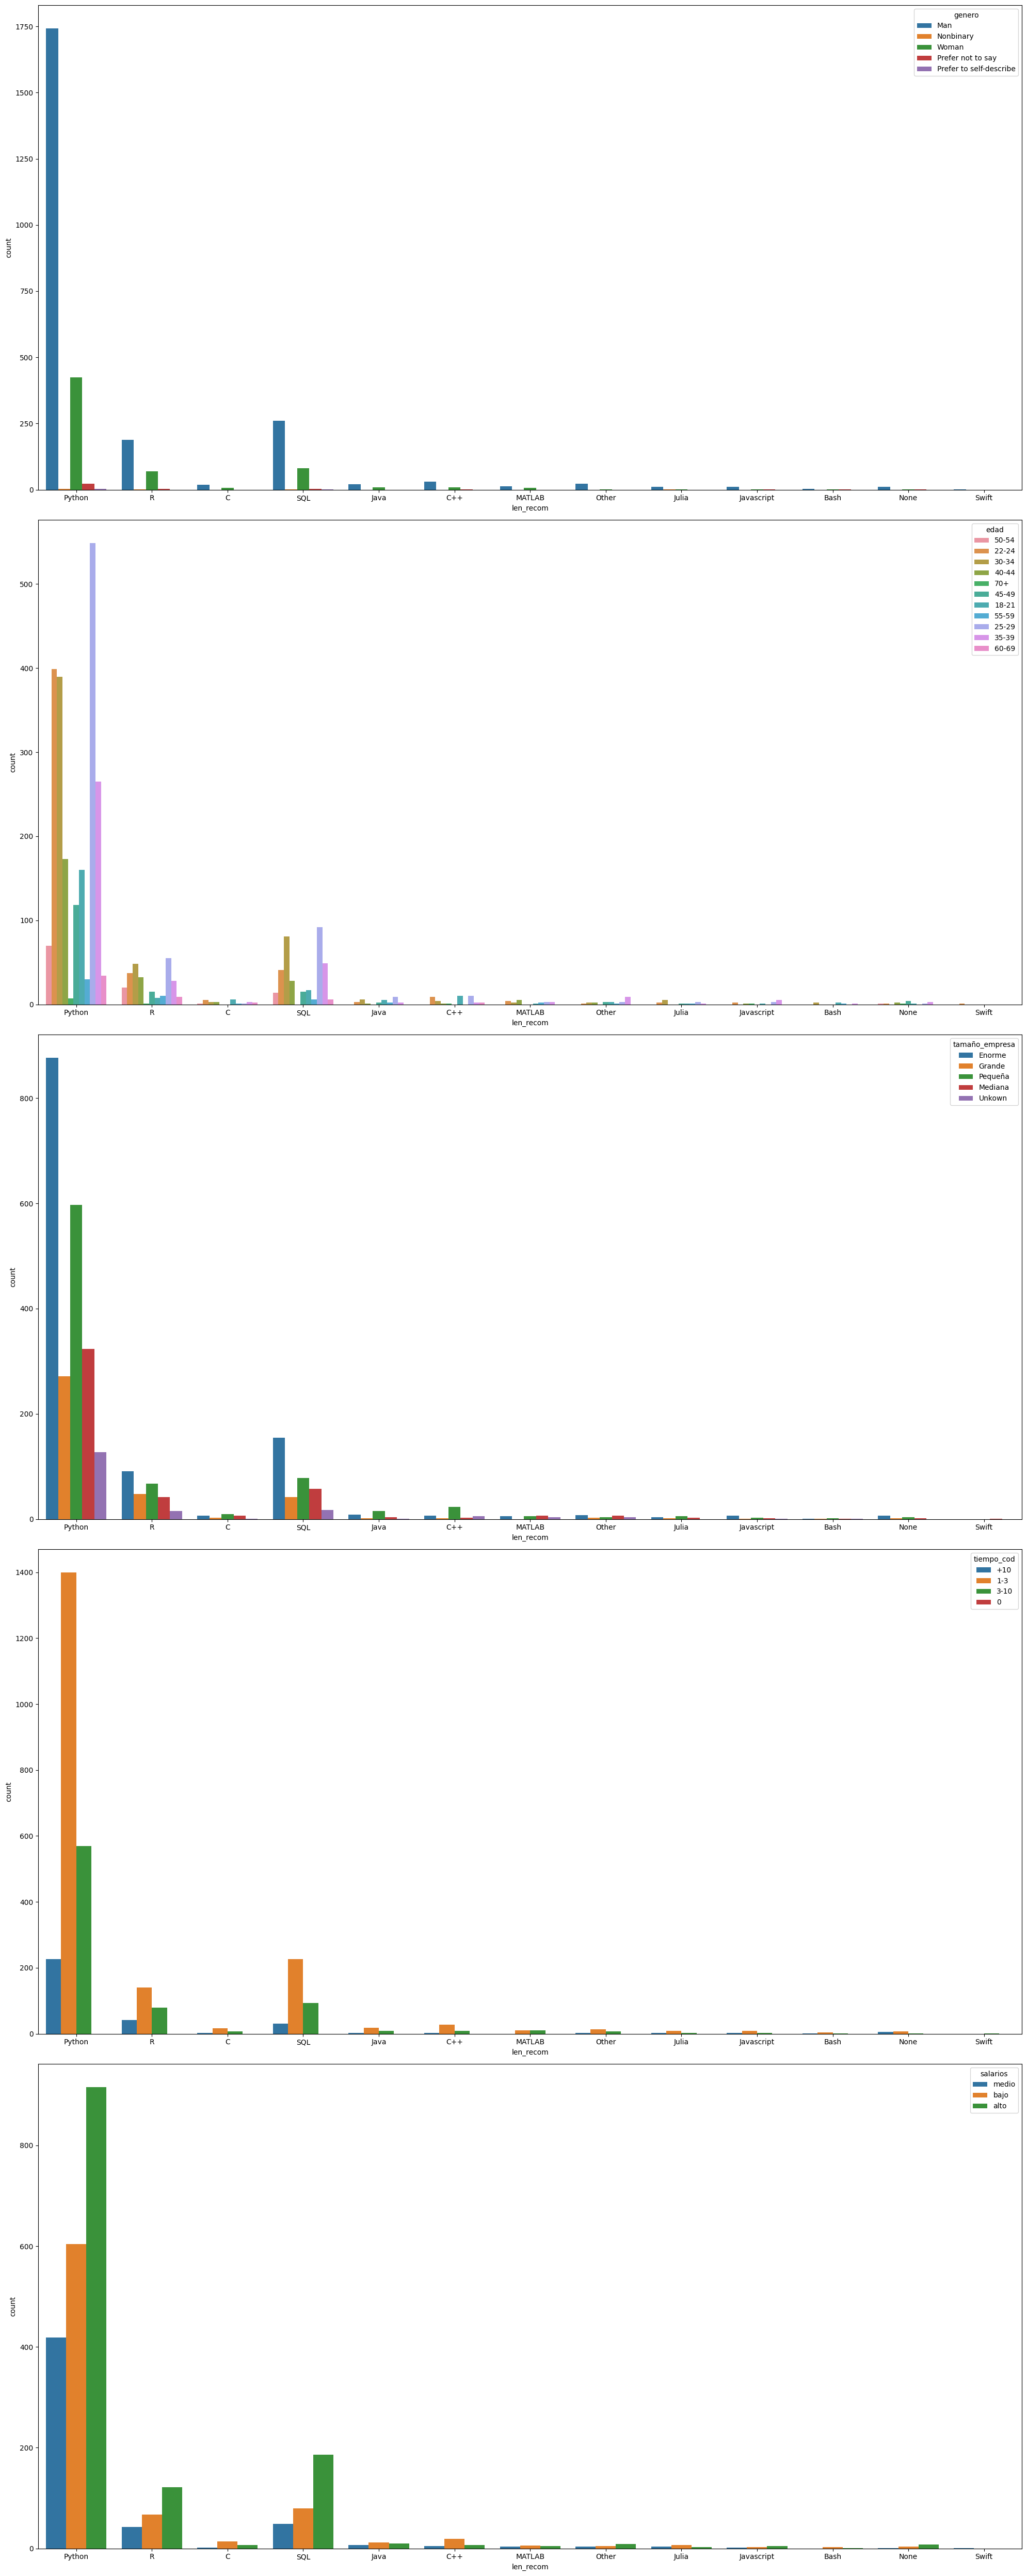 genero
Man
Nonbinary
Woman
Prefer not to say
Prefer to self-describe
1750
1500
1250
1000
750
500
250
0
count
Python R C SQL Java C++ MATLAB Other Julia Javascript Bash None Swift
len_recom
edad
50-54
22-24
30-34
40-44
70+
45-49
18-21
55-59
25-29
35-39
60-69
500
400
300
200
100
0
count
Python R C SQL Java C++ MATLAB Other Julia Javascript Bash None Swift
len_recom
tamaño_empresa
Enorme
Grande
Pequeña
Mediana
Unkown
800
600
400
200
0
count
Python R C SQL Java C++ MATLAB Other Julia Javascript Bash None Swift
len_recom
tiempo_cod
+10
1-3
3-10
0
1400
1200
1000
800
600
400
200
0
count
Python R C SQL Java C++ MATLAB Other Julia Javascript Bash None Swift
len_recom
salarios
medio
bajo
alto
800
600
400
200
0
count
Python R C SQL Java C++ MATLAB Other Julia Javascript Bash None Swift
len_recom